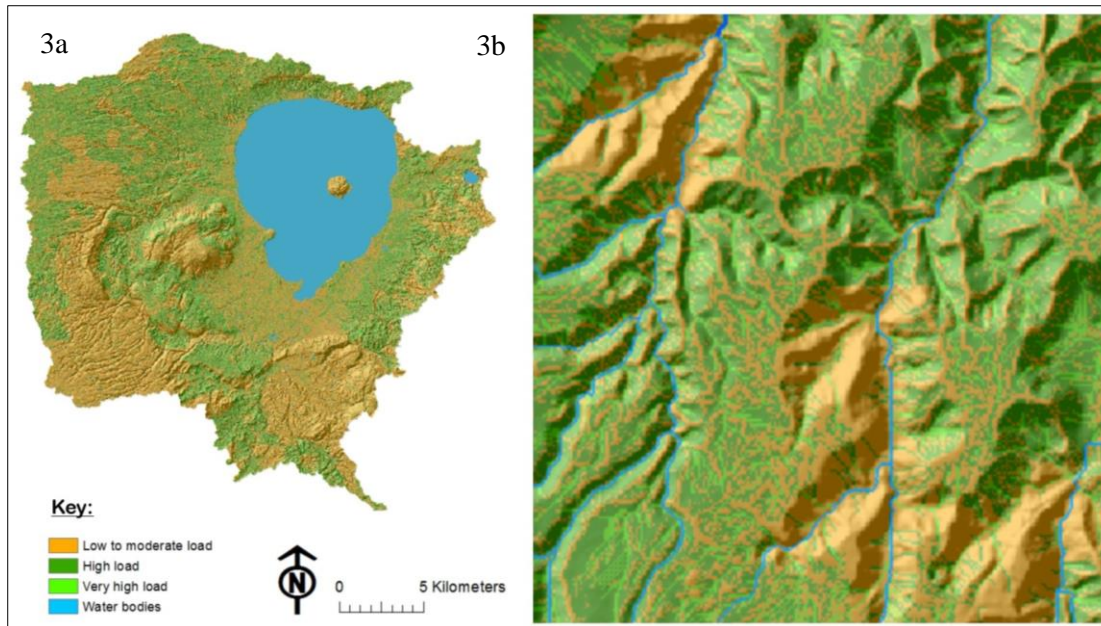 3a
3b
Key:
Low to moderate load
High load
Very high load
Water bodies
N
0 5 Kilometers